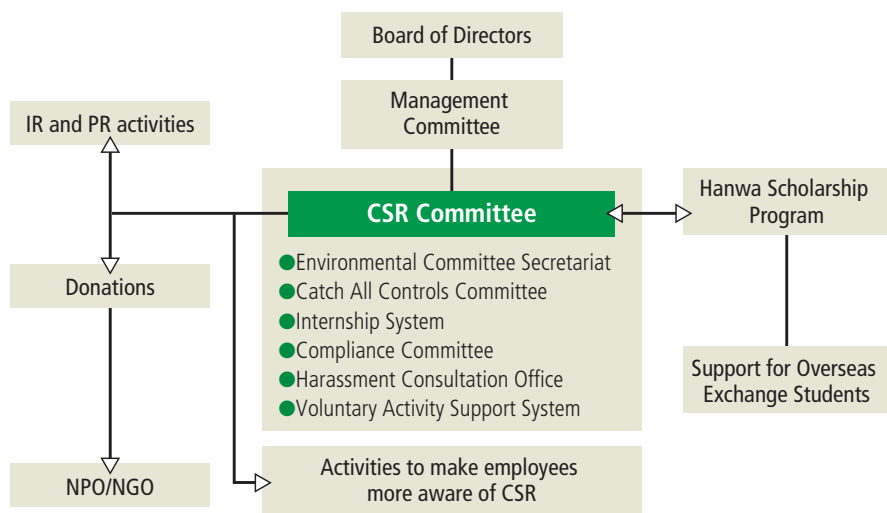 Board of Directors
Management
Committee
IR and PR activities
CSR Committee
Hanwa Scholarship
Program
●Environmental Committee Secretariat
●Catch All Controls Committee
●Internship System
●Compliance Committee
●Harassment Consultation Office
●Voluntary Activity Support System
Donations
Support for Overseas
Exchange Students
NPO/NGO
Activities to make employees
more aware of CSR